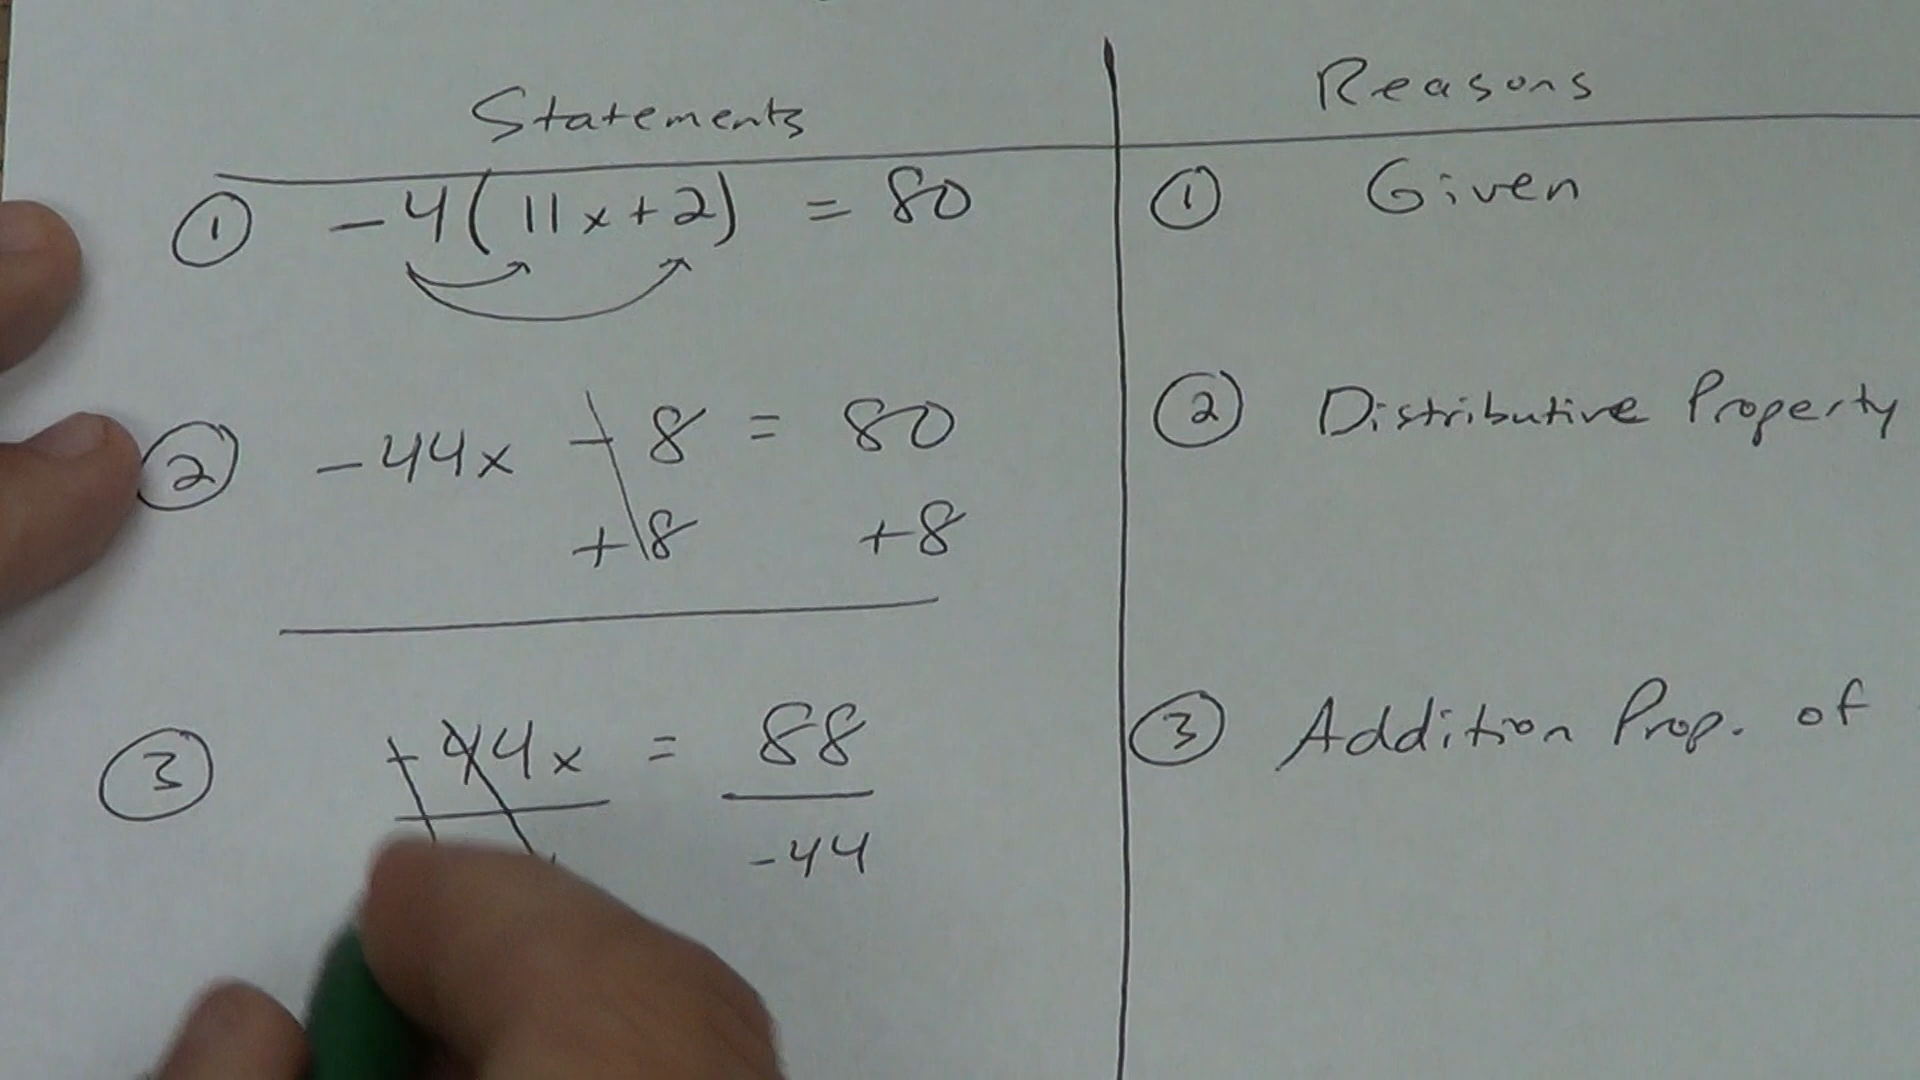 Statements
Reasons
① -4(11x+2) = 80
① Given
② -44x - 8 = 80
② Distributive Property
+8 +8
③ -44x = 88
③ Addition Prop. of
-44